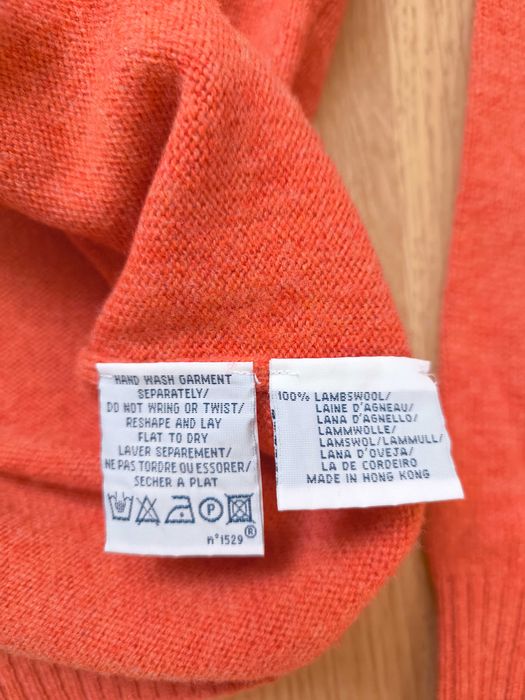 HAND WASH GARMENT
SEPARATELY/
DO NOT WRING OR TWIST/
RESHAPE AND LAY
FLAT TO DRY
LAVER SEPAREMENT/
NE PAS TORDRE OU ESSORER/
SECHER A PLAT
P
n°1529 ®
100% LAMBSWOOL/
LAINE D'AGNEAU/
LANA D'AGNELLO/
LAMMWOLLE/
LAMSWOL/LAMMULL/
LANA D'OVEJA/
LA DE CORDEIRO
MADE IN HONG KONG